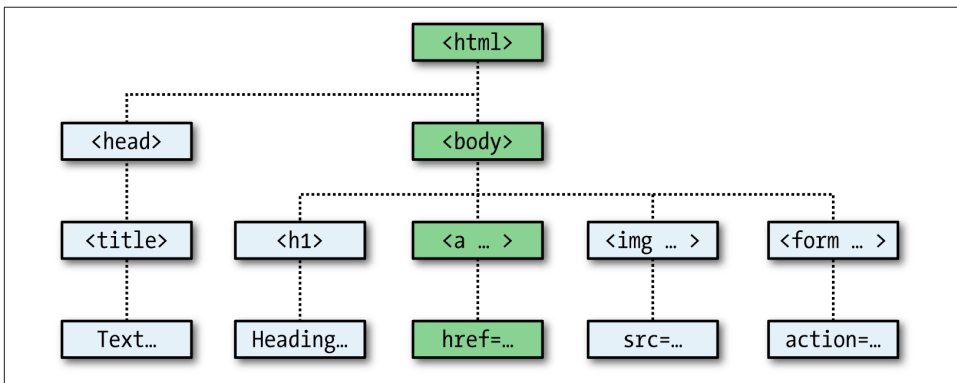 <html>
<head> <body>
<title> <h1> <a … > <img … > <form … >
Text… Heading… href=… src=… action=…